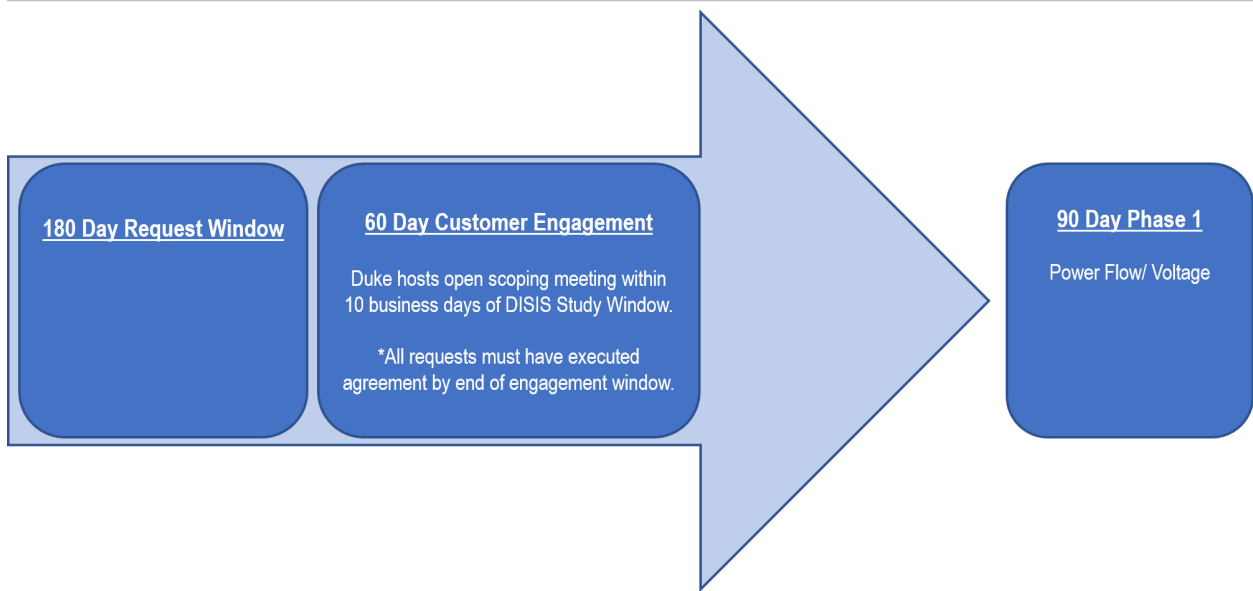 180 Day Request Window
60 Day Customer Engagement
Duke hosts open scoping meeting within
10 business days of DISIS Study Window.
*All requests must have executed
agreement by end of engagement window.
90 Day Phase 1
Power Flow/ Voltage